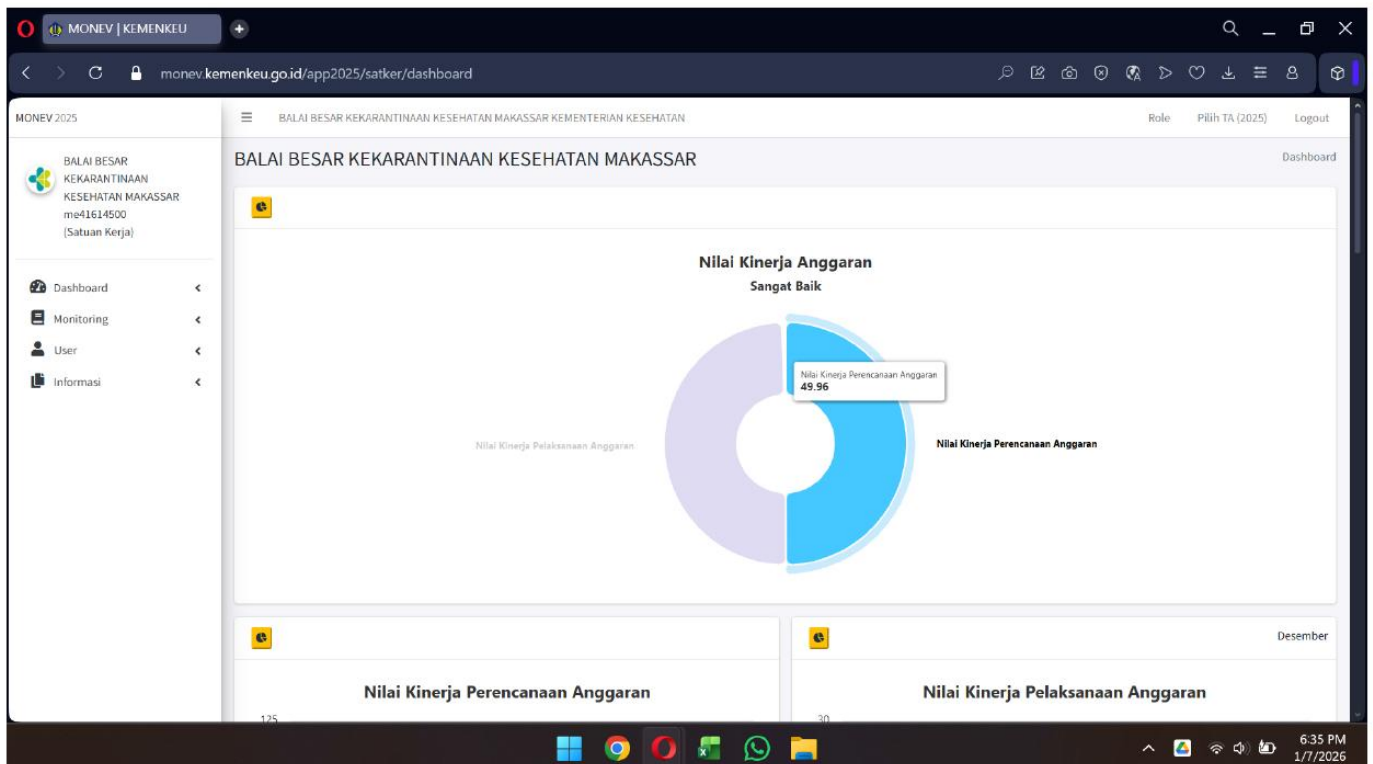 MONEV | KEMENKEU
monev.kemenkeu.go.id/app2025/satker/dashboard
MONEV 2025
BALAI BESAR KEKARANTINAAN KESEHATAN MAKASSAR KEMENTERIAN KESEHATAN
Role
Pilih TA (2025)
Logout
BALAI BESAR
KEKARANTINAAN
KESEHATAN MAKASSAR
me41614500
(Satuan Kerja)
Dashboard
Monitoring
User
Informasi
BALAI BESAR KEKARANTINAAN KESEHATAN MAKASSAR
Dashboard
Nilai Kinerja Anggaran
Sangat Baik
Nilai Kinerja Perencanaan Anggaran
49.96
Nilai Kinerja Pelaksanaan Anggaran
Nilai Kinerja Perencanaan Anggaran
Nilai Kinerja Perencanaan Anggaran
125
Desember
Nilai Kinerja Pelaksanaan Anggaran
30
6:35 PM
1/7/2026